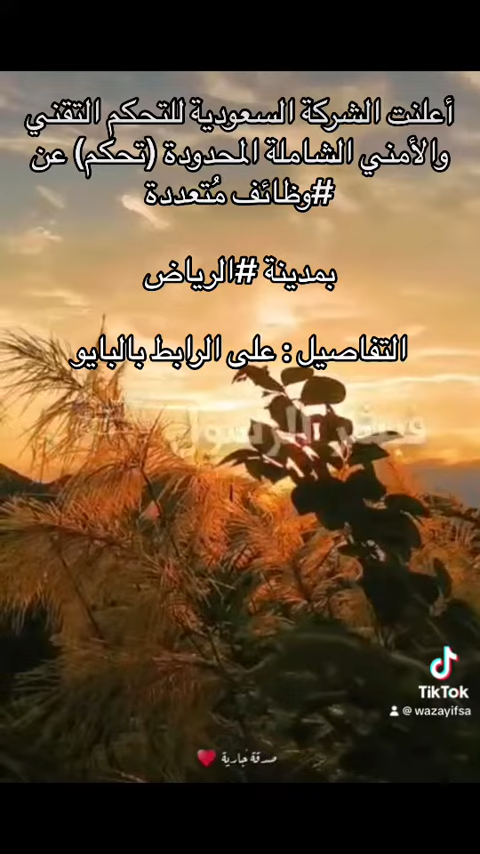 أعلنت الشركة السعودية للتحكم التقني
والأمني الشاملة المحدودة (تحكم) عن
#وظائف مُتعددة
بمدينة #الرياض
التفاصيل : على الرابط بالبايو
TikTok
@ wazayifsa
صدقة جارية